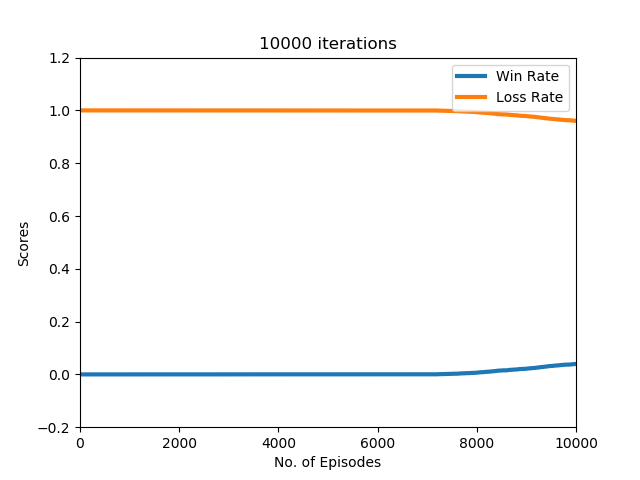 10000 iterations
Win Rate
Loss Rate
1.2
1.0
0.8
0.6
0.4
0.2
0.0
−0.2
Scores
0 2000 4000 6000 8000 10000
No. of Episodes